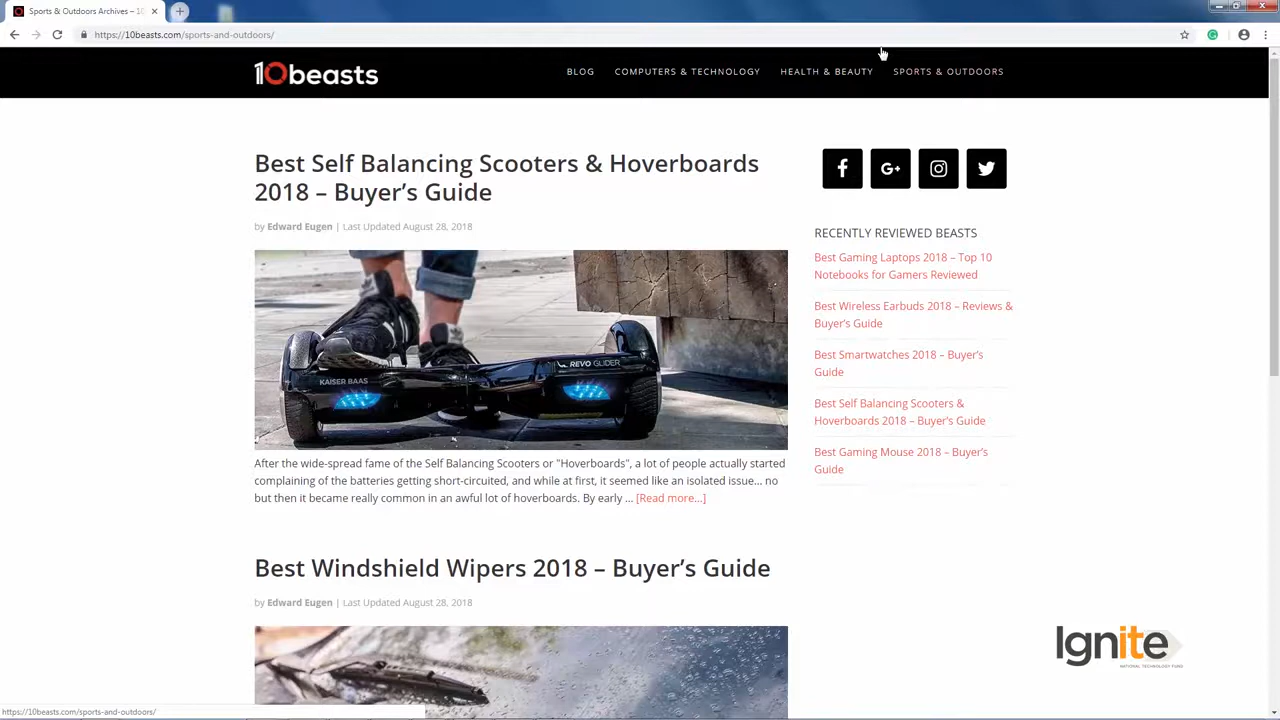 Sports & Outdoors Archives – 10
https://10beasts.com/sports-and-outdoors/
10beasts
BLOG
COMPUTERS & TECHNOLOGY
HEALTH & BEAUTY
SPORTS & OUTDOORS
Best Self Balancing Scooters & Hoverboards
2018 – Buyer’s Guide
by Edward Eugen | Last Updated August 28, 2018
KAISER BAAS
REVO GLIDER
After the wide-spread fame of the Self Balancing Scooters or "Hoverboards", a lot of people actually started
complaining of the batteries getting short-circuited, and while at first, it seemed like an isolated issue... no
but then it became really common in an awful lot of hoverboards. By early ... [Read more...]
Best Windshield Wipers 2018 – Buyer’s Guide
by Edward Eugen | Last Updated August 28, 2018
RECENTLY REVIEWED BEASTS
Best Gaming Laptops 2018 – Top 10
Notebooks for Gamers Reviewed
Best Wireless Earbuds 2018 – Reviews &
Buyer’s Guide
Best Smartwatches 2018 – Buyer’s
Guide
Best Self Balancing Scooters &
Hoverboards 2018 – Buyer’s Guide
Best Gaming Mouse 2018 – Buyer’s
Guide
Ignite
NATIONAL TECHNOLOGY FUND
https://10beasts.com/sports-and-outdoors/